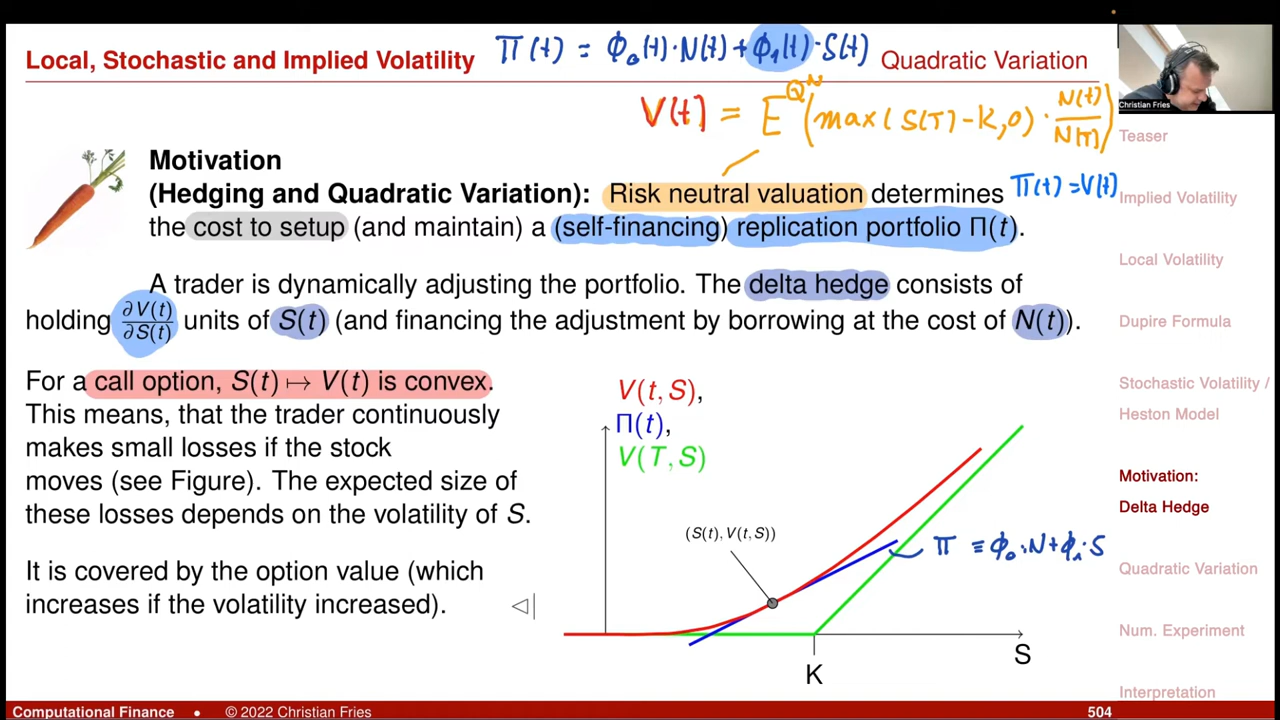 Local, Stochastic and Implied Volatility
Π(t) = ϕ₀(t)·N(t) + ϕ₁(t)·S(t)
Quadratic Variation
V(t) = E^{Q^N}(max(S(T)-K,0) · N(t)/N(T))
Christian Fries
Motivation
(Hedging and Quadratic Variation): Risk neutral valuation determines
Π(t) = V(t)
the cost to setup (and maintain) a (self-financing) replication portfolio Π(t).
A trader is dynamically adjusting the portfolio. The delta hedge consists of
holding ∂V(t)/∂S(t) units of S(t) (and financing the adjustment by borrowing at the cost of N(t)).
For a call option, S(t) ↦ V(t) is convex.
This means, that the trader continuously
makes small losses if the stock
moves (see Figure). The expected size of
these losses depends on the volatility of S.
It is covered by the option value (which
increases if the volatility increased). ◁|
V(t, S),
Π(t),
V(T, S)
(S(t), V(t, S))
Π ≡ ϕ₀·N+ϕ₁·S
K
S
Teaser
Implied Volatility
Local Volatility
Dupire Formula
Stochastic Volatility /
Heston Model
Motivation:
Delta Hedge
Quadratic Variation
Num. Experiment
Interpretation
Computational Finance • © 2022 Christian Fries
504